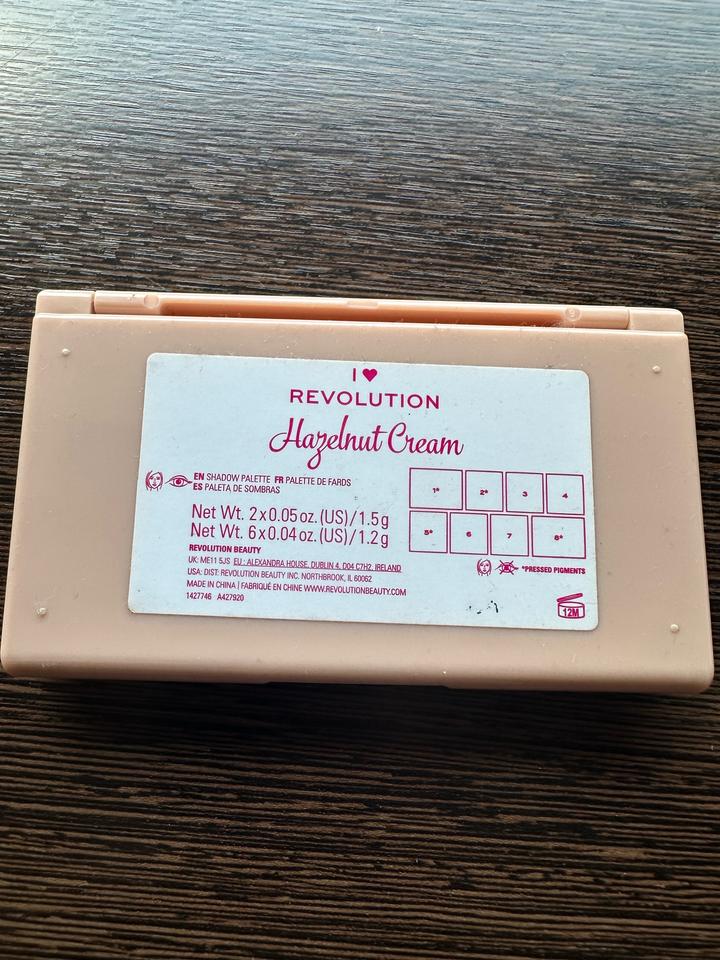 I ♥
REVOLUTION
Hazelnut Cream
EN SHADOW PALETTE FR PALETTE DE FARDS
ES PALETA DE SOMBRAS
Net Wt. 2 x 0.05 oz. (US) / 1.5 g
Net Wt. 6 x 0.04 oz. (US) / 1.2 g
REVOLUTION BEAUTY
UK: ME11 5JS EU: ALEXANDRA HOUSE, DUBLIN 4, D04 C7H2, IRELAND
USA: DIST: REVOLUTION BEAUTY INC. NORTHBROOK, IL 60062
MADE IN CHINA | FABRIQUÉ EN CHINE WWW.REVOLUTIONBEAUTY.COM
1427746 A427920
1* 2* 3 4
5* 6 7 8*
*PRESSED PIGMENTS
12M